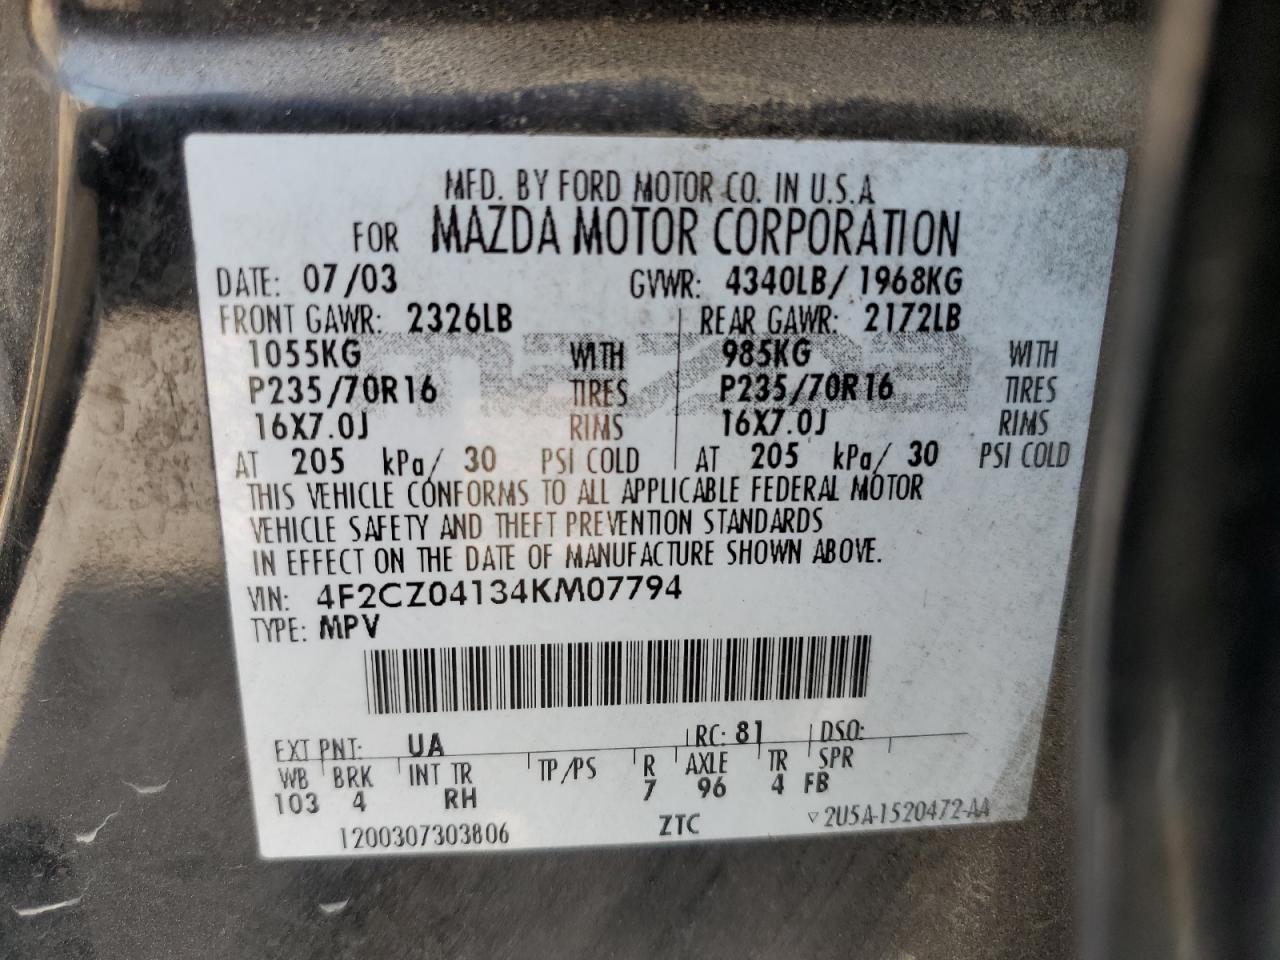 MFD. BY FORD MOTOR CO. IN U.S.A
FOR MAZDA MOTOR CORPORATION
DATE: 07/03 GVWR: 4340LB/ 1968KG
FRONT GAWR: 2326LB REAR GAWR: 2172LB
1055KG WITH 985KG WITH
P235/70R16 TIRES P235/70R16 TIRES
16X7.0J RIMS 16X7.0J RIMS
AT 205 kPa/ 30 PSI COLD AT 205 kPa/ 30 PSI COLD
THIS VEHICLE CONFORMS TO ALL APPLICABLE FEDERAL MOTOR
VEHICLE SAFETY AND THEFT PREVENTION STANDARDS
IN EFFECT ON THE DATE OF MANUFACTURE SHOWN ABOVE.
VIN: 4F2CZ04134KM07794
TYPE: MPV
EXT PNT: UA RC: 81 DSO:
WB BRK INT TR TP/PS R AXLE TR SPR
103 4 RH 7 96 4 FB
1200307303806 ZTC ▽ 2U5A-1520472-AA